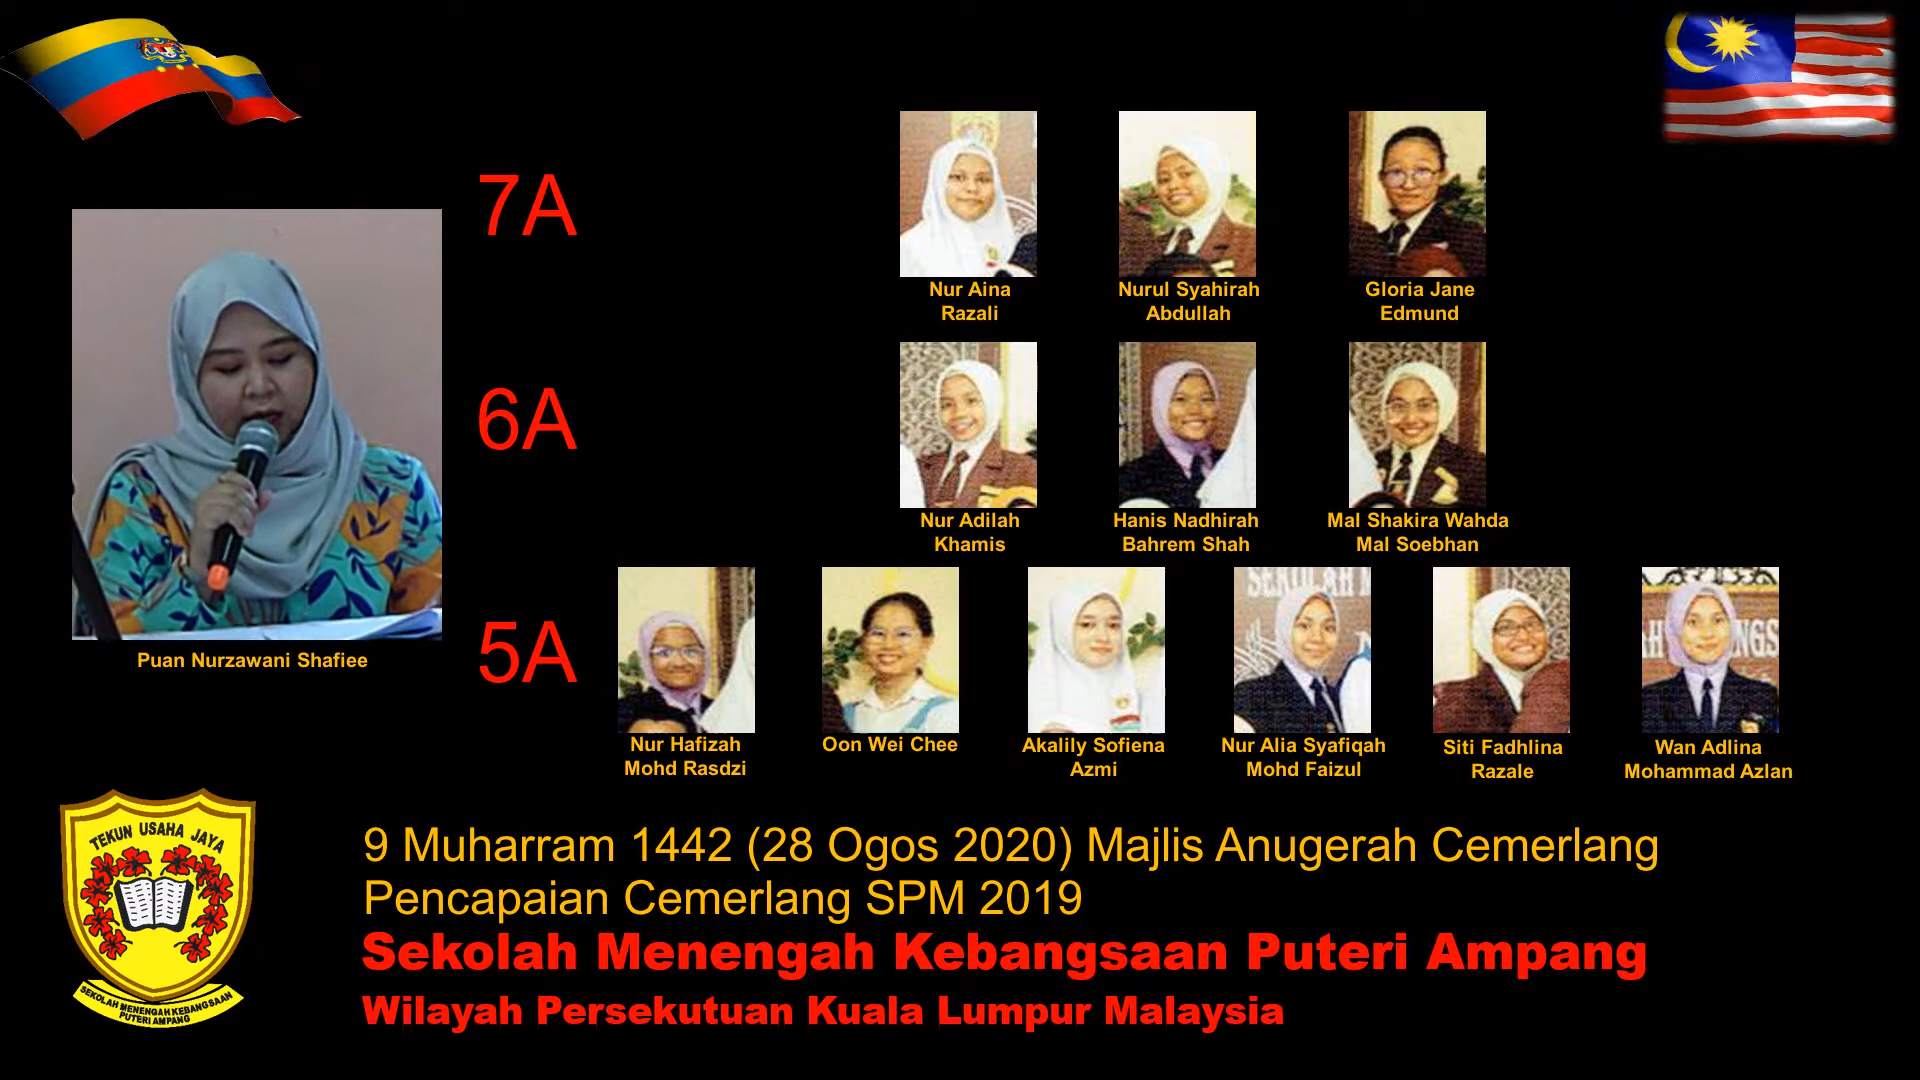 7A
Nur Aina
Razali
Nurul Syahirah
Abdullah
Gloria Jane
Edmund
6A
Nur Adilah
Khamis
Hanis Nadhirah
Bahrem Shah
Mal Shakira Wahda
Mal Soebhan
Puan Nurzawani Shafiee
5A
Nur Hafizah
Mohd Rasdzi
Oon Wei Chee
Akalily Sofiena
Azmi
Nur Alia Syafiqah
Mohd Faizul
Siti Fadhlina
Razale
Wan Adlina
Mohammad Azlan
TEKUN USAHA JAYA
SEKOLAH MENENGAH KEBANGSAAN
PUTERI AMPANG
9 Muharram 1442 (28 Ogos 2020) Majlis Anugerah Cemerlang
Pencapaian Cemerlang SPM 2019
Sekolah Menengah Kebangsaan Puteri Ampang
Wilayah Persekutuan Kuala Lumpur Malaysia